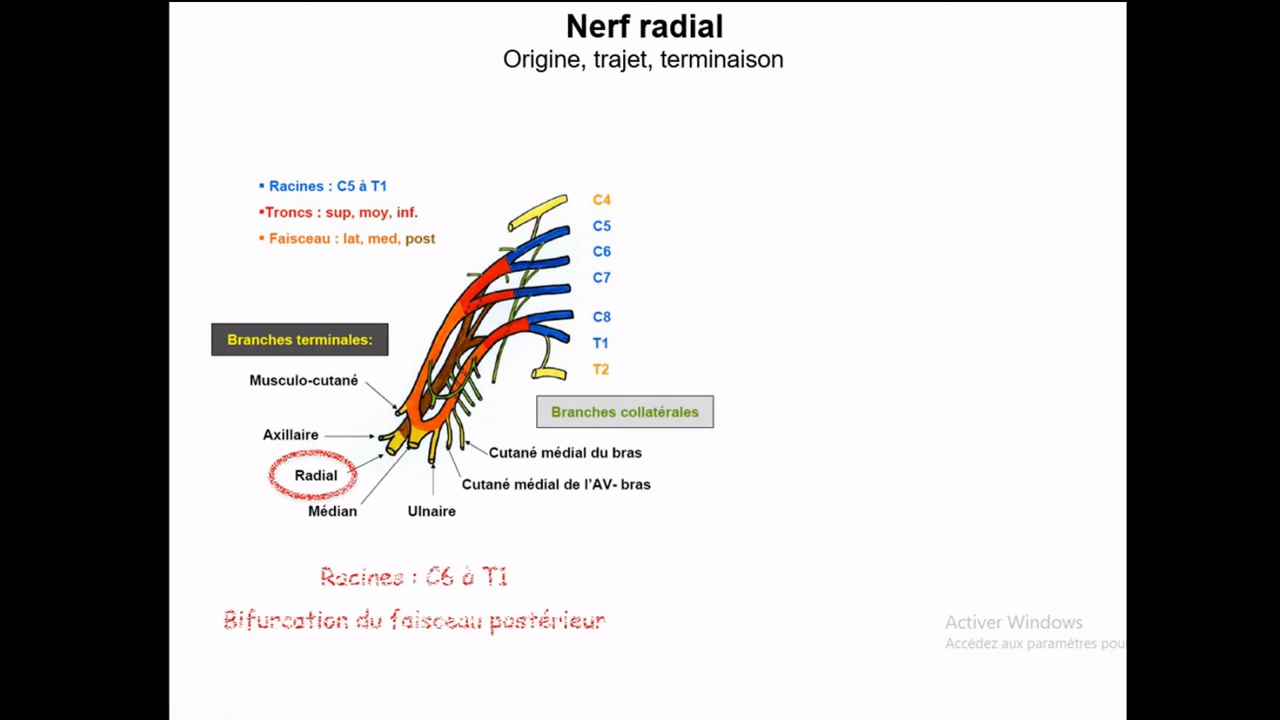 Nerf radial
Origine, trajet, terminaison
▪ Racines : C5 à T1
▪Troncs : sup, moy, inf.
▪ Faisceau : lat, med, post
C4
C5
C6
C7
C8
T1
T2
Branches terminales:
Musculo-cutané
Axillaire
Radial
Médian
Ulnaire
Branches collatérales
Cutané médial du bras
Cutané médial de l'AV- bras
Racines : C6 à T1
Bifurcation du faisceau postérieur
Activer Windows
Accédez aux paramètres pou